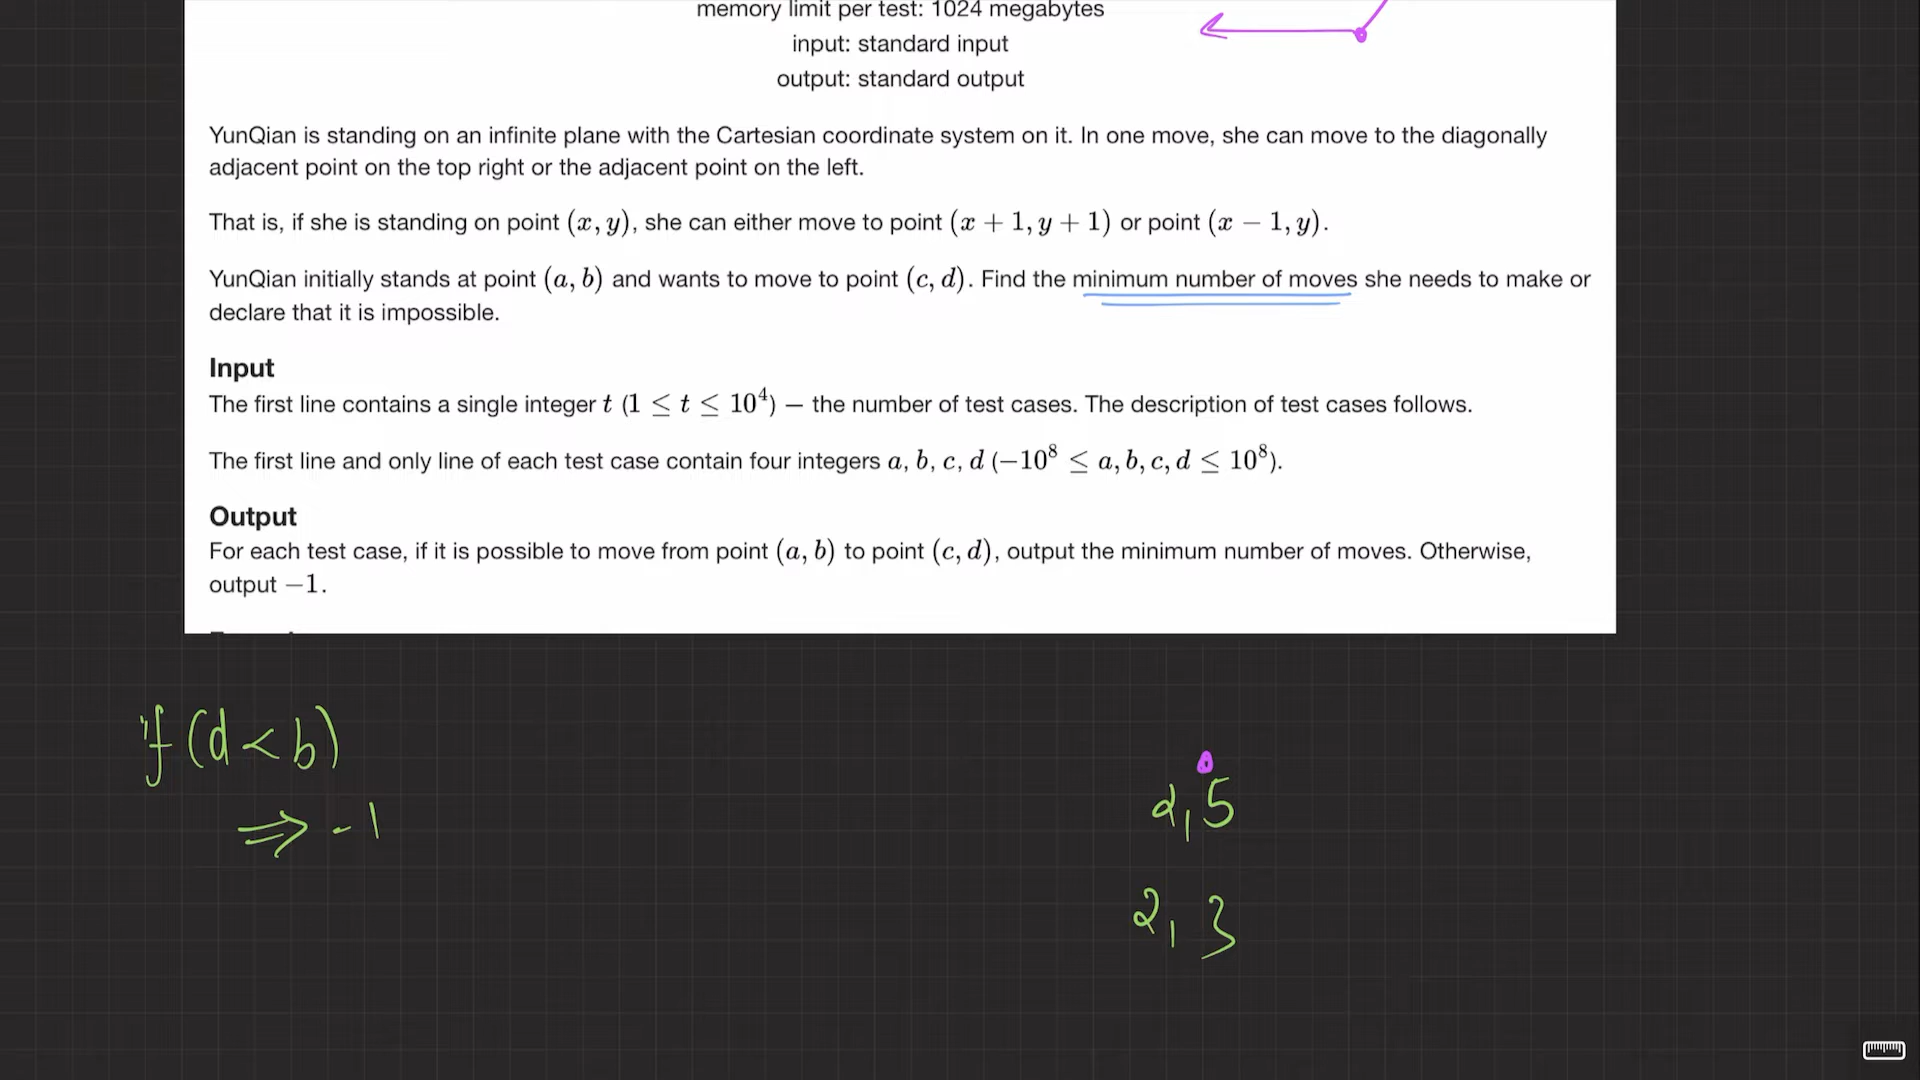 memory limit per test: 1024 megabytes
input: standard input
output: standard output
YunQian is standing on an infinite plane with the Cartesian coordinate system on it. In one move, she can move to the diagonally
adjacent point on the top right or the adjacent point on the left.
That is, if she is standing on point (x, y), she can either move to point (x + 1, y + 1) or point (x − 1, y).
YunQian initially stands at point (a, b) and wants to move to point (c, d). Find the minimum number of moves she needs to make or
declare that it is impossible.
Input
The first line contains a single integer t (1 ≤ t ≤ 10⁴) — the number of test cases. The description of test cases follows.
The first line and only line of each test case contain four integers a, b, c, d (−10⁸ ≤ a, b, c, d ≤ 10⁸).
Output
For each test case, if it is possible to move from point (a, b) to point (c, d), output the minimum number of moves. Otherwise,
output −1.
if (d < b)
⇒ -1
2, 5
2, 3